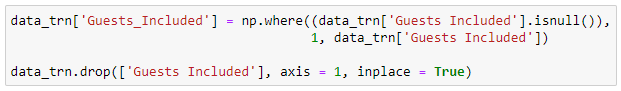 data_trn['Guests_Included'] = np.where((data_trn['Guests Included'].isnull()),
1, data_trn['Guests Included'])
data_trn.drop(['Guests Included'], axis = 1, inplace = True)